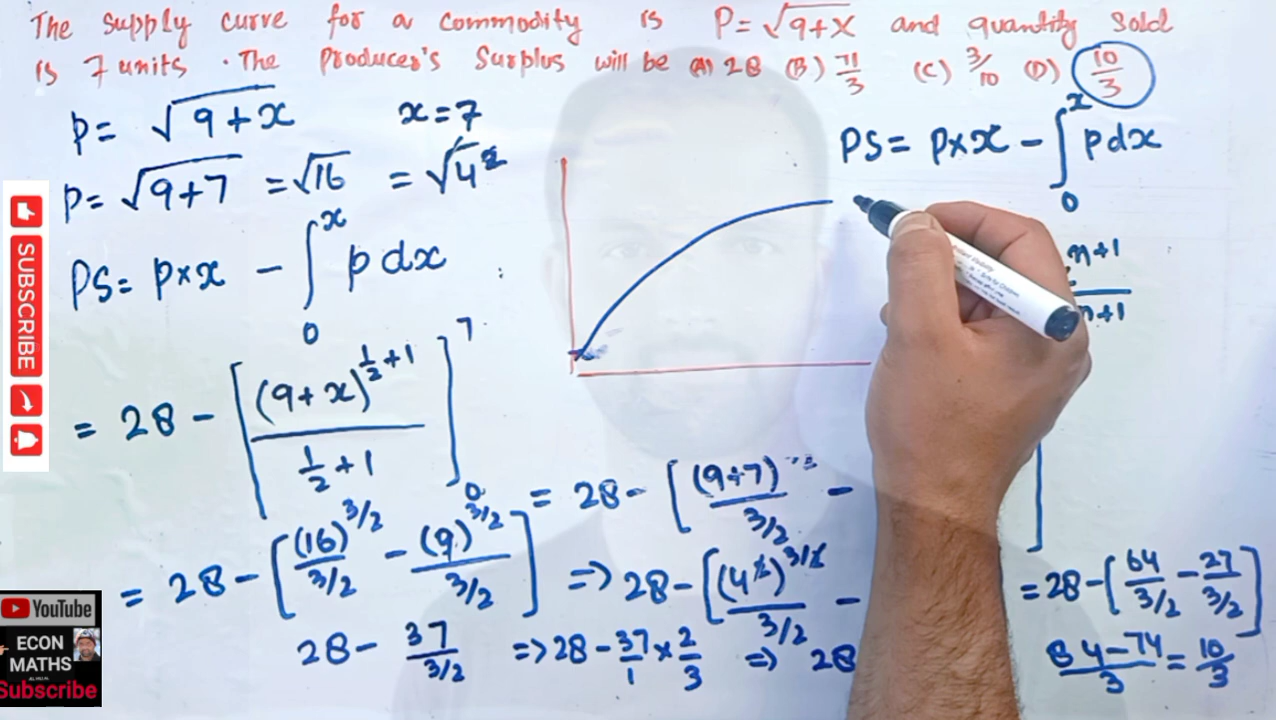 The supply curve for a commodity is P=√9+x and quantity sold
is 7 units. The Producer's Surplus will be (A) 28 (B) 71/3 (C) 3/10 (D) 10/3
p= √9+x x=7
p= √9+7 =√16 = √4²
PS= p×x - ∫₀ˣ p dx
PS= p×x - ∫₀ˣ p dx
n+1
n+1
= 28 - [(9+x)^(1/2+1) / (1/2+1)]₀⁷
= 28 - [(9+7) / 3/2 -
= 28 - [(16)^3/2 / 3/2 - (9)^3/2 / 3/2] => 28 - [(4²)^3/2 / 3/2 - = 28 - [64 / 3/2 - 27 / 3/2]
28 - 37 / 3/2 => 28 - 37/1 × 2/3 => 28 84-74 / 3 = 10/3
SUBSCRIBE
YouTube
ECON
MATHS
Subscribe